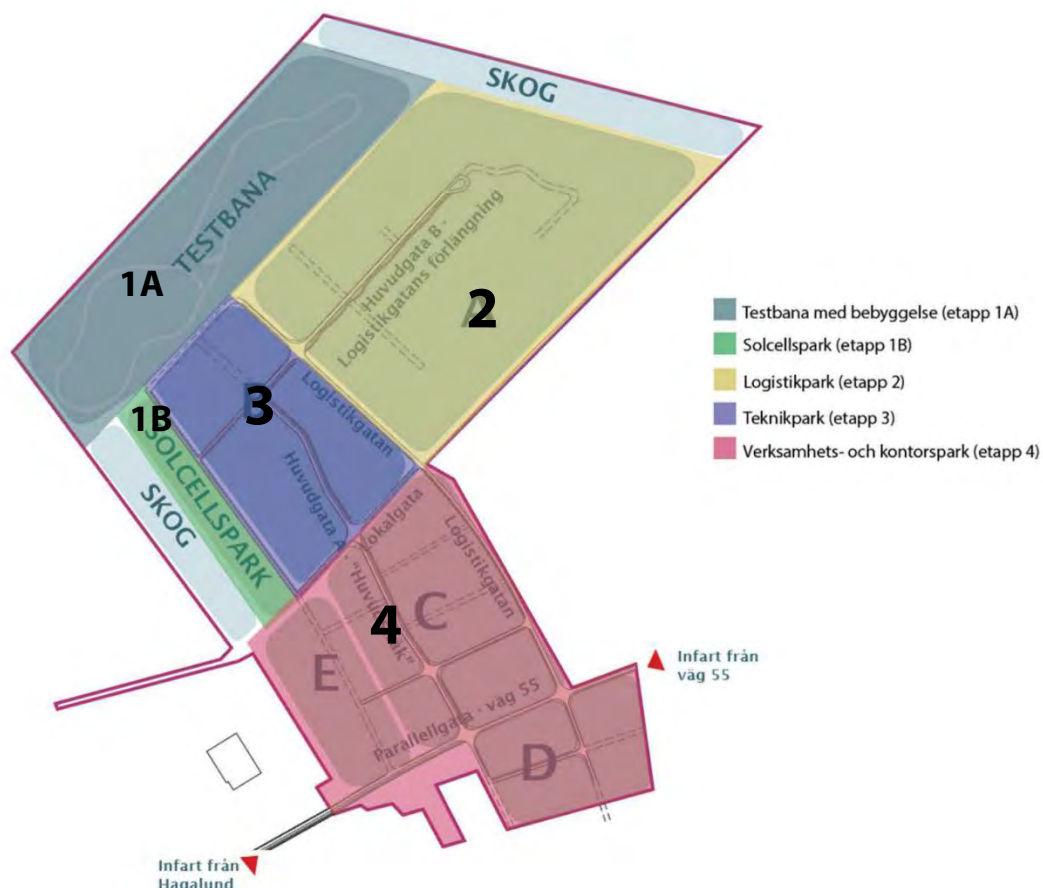 SKOG
TESTBANA
1A
Huvudgata B -
Logistikgatans förlängning
2
Testbana med bebyggelse (etapp 1A)
Solcellspark (etapp 1B)
Logistikpark (etapp 2)
Teknikpark (etapp 3)
Verksamhets- och kontorspark (etapp 4)
3
Logistikgatan
1B
SOLCELLSPARK
SKOG
Huvudgata A
Lokalgata
Logistikgatan
C
4
E
Infart från
väg 55
Parallellgata - väg 55
D
Infart från
Hagalund